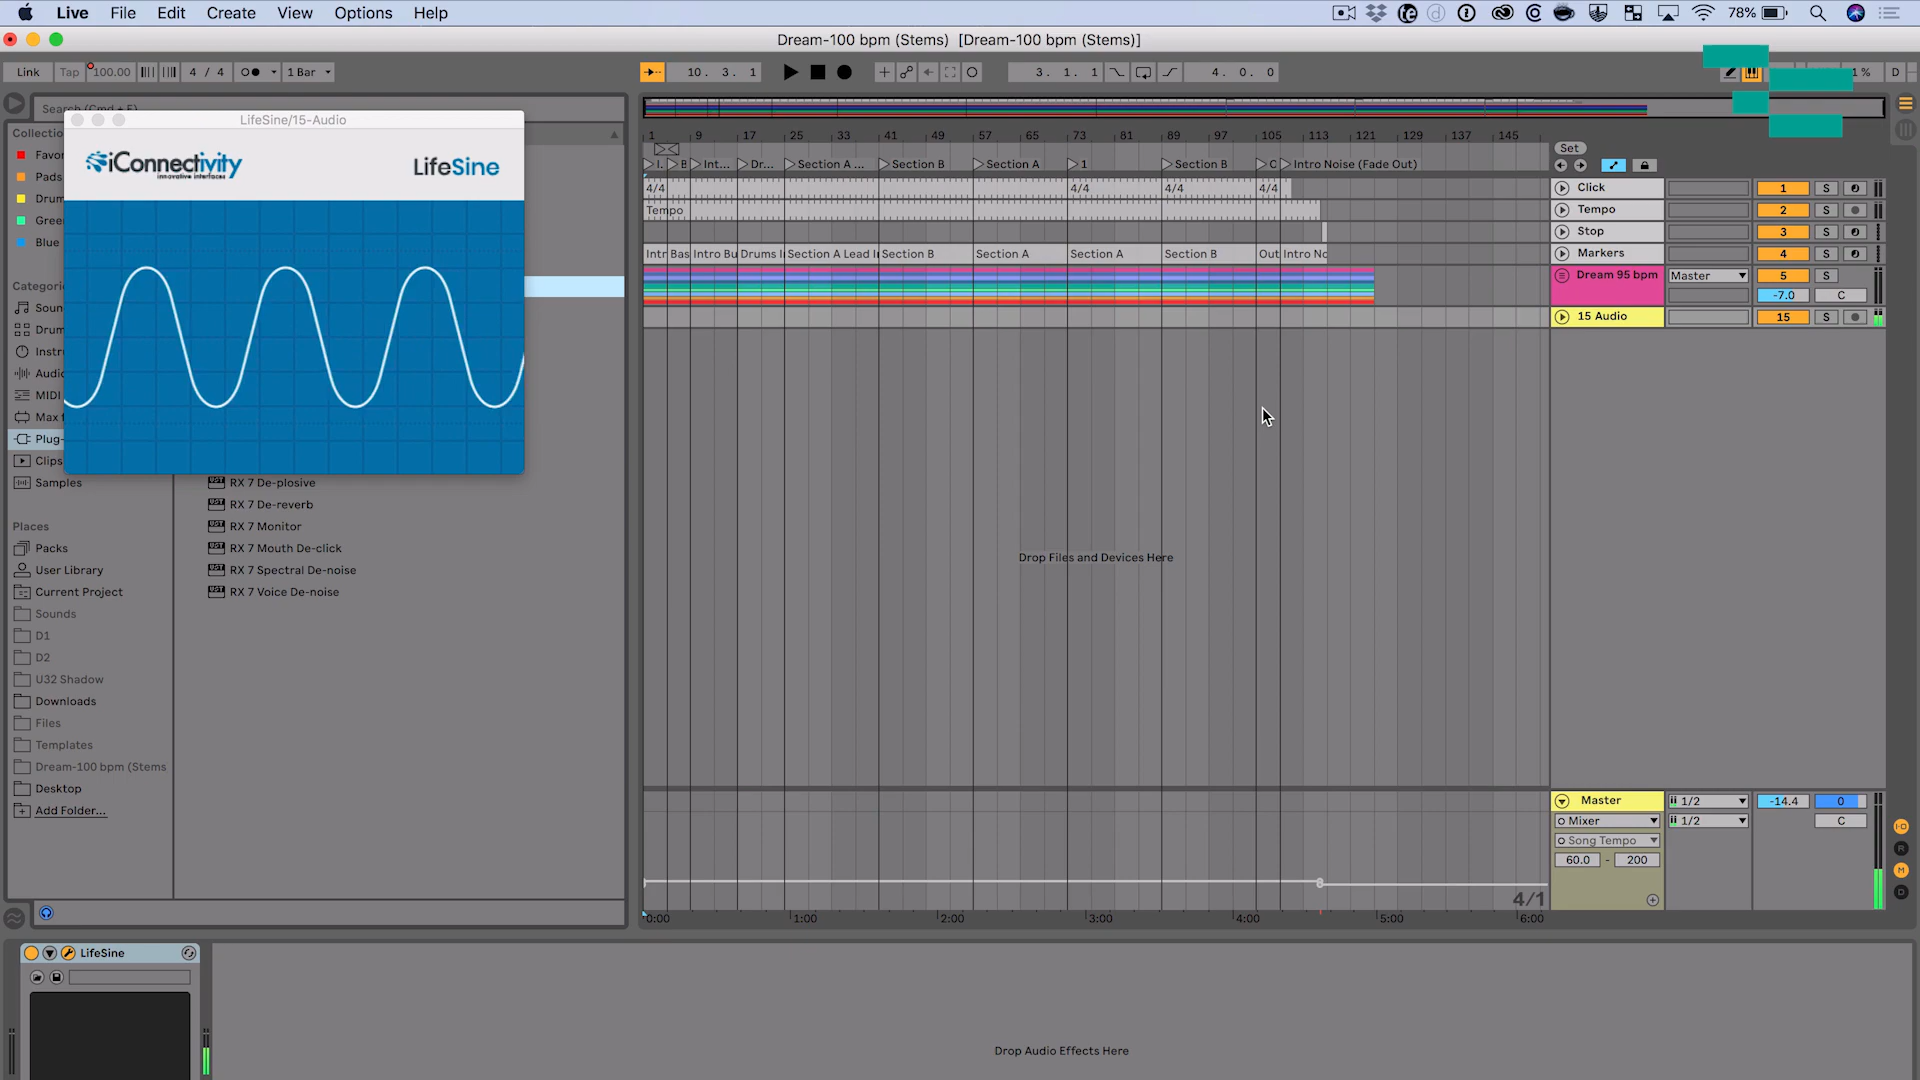 Live File Edit Create View Options Help 78%
Dream-100 bpm (Stems) [Dream-100 bpm (Stems)]
Link Tap 100.00 4 / 4 1 Bar 10. 3. 1 3. 1. 1 4. 0. 0 1 % D
Search (Cmd + F)
LifeSine/15-Audio
iConnectivity
innovative interfaces
LifeSine
Collectio
Favor
Pads
Drum
Gree
Blue
Categori
Soun
Drum
Instru
Audio
MIDI
Max f
Plug-
Clips
Samples
Places
Packs
User Library
Current Project
Sounds
D1
D2
U32 Shadow
Downloads
Files
Templates
Dream-100 bpm (Stems
Desktop
Add Folder...
RX 7 De-plosive
RX 7 De-reverb
RX 7 Monitor
RX 7 Mouth De-click
RX 7 Spectral De-noise
RX 7 Voice De-noise
1 9 17 25 33 41 49 57 65 73 81 89 97 105 113 121 129 137 145
I. B Int... Dr... Section A ... Section B Section A 1 Section B C Intro Noise (Fade Out)
Set
4/4 4/4 4/4 4/4
Click 1 S
Tempo
Tempo 2 S
Stop 3 S
Intr Bas Intro Bu Drums I Section A Lead I Section B Section A Section A Section B Out Intro No
Markers 4 S
Dream 95 bpm Master 5 S
-7.0 C
15 Audio 15 S
Drop Files and Devices Here
Master 1/2 -14.4 0
Mixer 1/2 C
Song Tempo
60.0 - 200
4/1
0:00 1:00 2:00 3:00 4:00 5:00 6:00
I·O
R
M
D
LifeSine
Drop Audio Effects Here